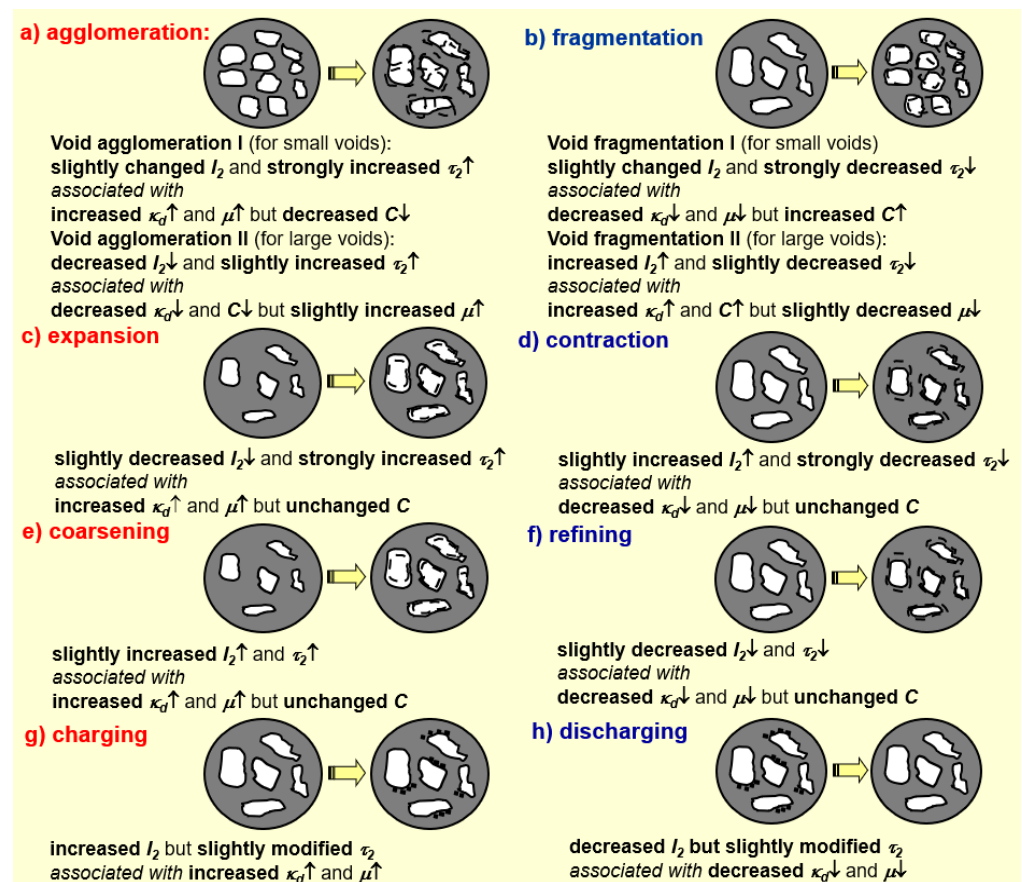 a) agglomeration:
Void agglomeration I (for small voids):
slightly changed I₂ and strongly increased τ₂↑
associated with
increased κd↑ and μ↑ but decreased C↓
Void agglomeration II (for large voids):
decreased I₂↓ and slightly increased τ₂↑
associated with
decreased κd↓ and C↓ but slightly increased μ↑
b) fragmentation
Void fragmentation I (for small voids)
slightly changed I₂ and strongly decreased τ₂↓
associated with
decreased κd↓ and μ↓ but increased C↑
Void fragmentation II (for large voids):
increased I₂↑ and slightly decreased τ₂↓
associated with
increased κd↑ and C↑ but slightly decreased μ↓
c) expansion
slightly decreased I₂↓ and strongly increased τ₂↑
associated with
increased κd↑ and μ↑ but unchanged C
d) contraction
slightly increased I₂↑ and strongly decreased τ₂↓
associated with
decreased κd↓ and μ↓ but unchanged C
e) coarsening
slightly increased I₂↑ and τ₂↑
associated with
increased κd↑ and μ↑ but unchanged C
f) refining
slightly decreased I₂↓ and τ₂↓
associated with
decreased κd↓ and μ↓ but unchanged C
g) charging
increased I₂ but slightly modified τ₂
associated with increased κd↑ and μ↑
h) discharging
decreased I₂ but slightly modified τ₂
associated with decreased κd↓ and μ↓